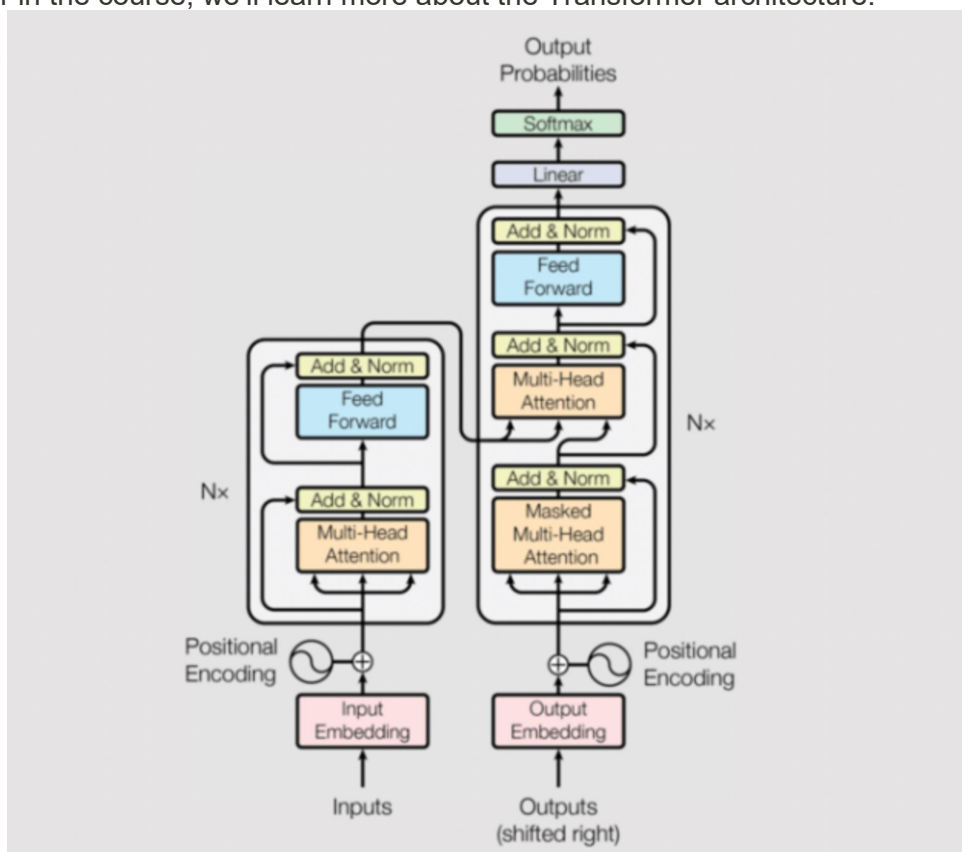 r in the course, we'll learn more about the Transformer architecture.
Output
Probabilities
Softmax
Linear
Add & Norm
Feed
Forward
Add & Norm
Multi-Head
Attention
Add & Norm
Masked
Multi-Head
Attention
Nx
Add & Norm
Feed
Forward
Add & Norm
Multi-Head
Attention
Nx
Positional
Encoding
Positional
Encoding
Input
Embedding
Output
Embedding
Inputs
Outputs
(shifted right)